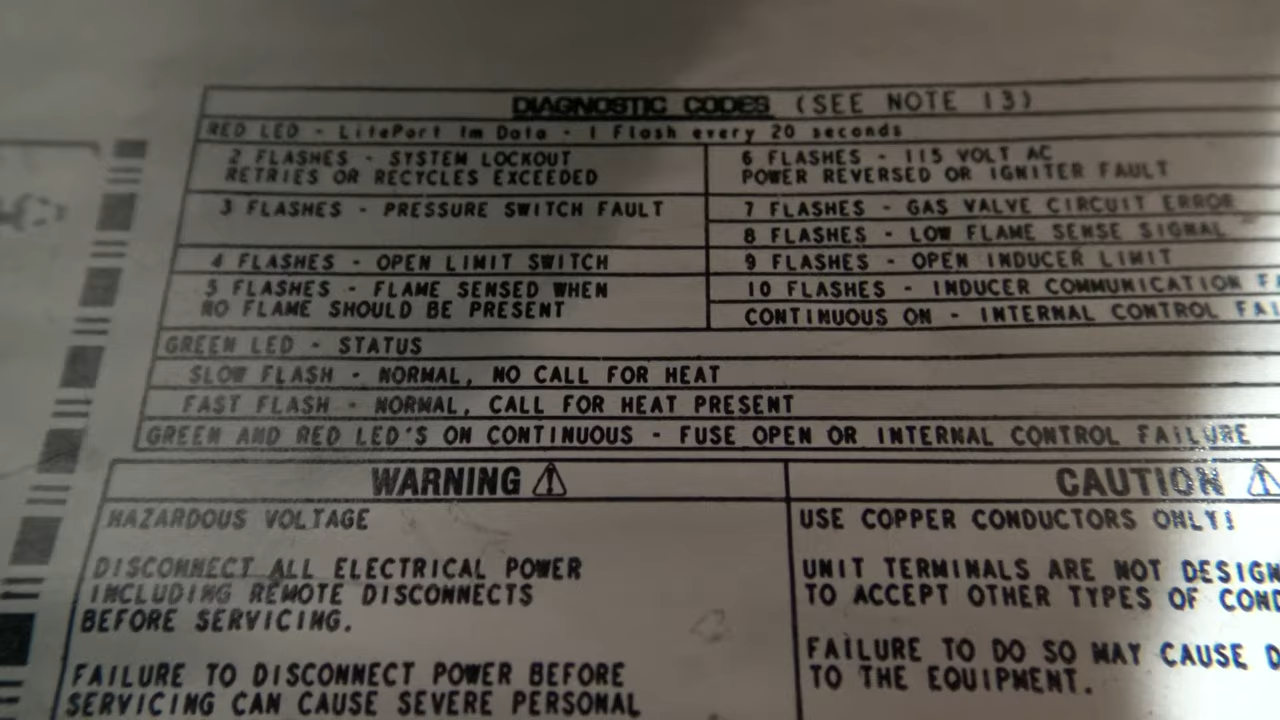 DIAGNOSTIC CODES (SEE NOTE 13)
RED LED - LitePort Im Data - 1 Flash every 20 seconds
2 FLASHES - SYSTEM LOCKOUT
RETRIES OR RECYCLES EXCEEDED
3 FLASHES - PRESSURE SWITCH FAULT
4 FLASHES - OPEN LIMIT SWITCH
5 FLASHES - FLAME SENSED WHEN
NO FLAME SHOULD BE PRESENT
6 FLASHES - 115 VOLT AC
POWER REVERSED OR IGNITER FAULT
7 FLASHES - GAS VALVE CIRCUIT ERROR
8 FLASHES - LOW FLAME SENSE SIGNAL
9 FLASHES - OPEN INDUCER LIMIT
10 FLASHES - INDUCER COMMUNICATION F
CONTINUOUS ON - INTERNAL CONTROL FAI
GREEN LED - STATUS
SLOW FLASH - NORMAL, NO CALL FOR HEAT
FAST FLASH - NORMAL, CALL FOR HEAT PRESENT
GREEN AND RED LED'S ON CONTINUOUS - FUSE OPEN OR INTERNAL CONTROL FAILURE
WARNING
HAZARDOUS VOLTAGE
DISCONNECT ALL ELECTRICAL POWER
INCLUDING REMOTE DISCONNECTS
BEFORE SERVICING.
FAILURE TO DISCONNECT POWER BEFORE
SERVICING CAN CAUSE SEVERE PERSONAL
CAUTION
USE COPPER CONDUCTORS ONLY!
UNIT TERMINALS ARE NOT DESIGN
TO ACCEPT OTHER TYPES OF COND
FAILURE TO DO SO MAY CAUSE D
TO THE EQUIPMENT.